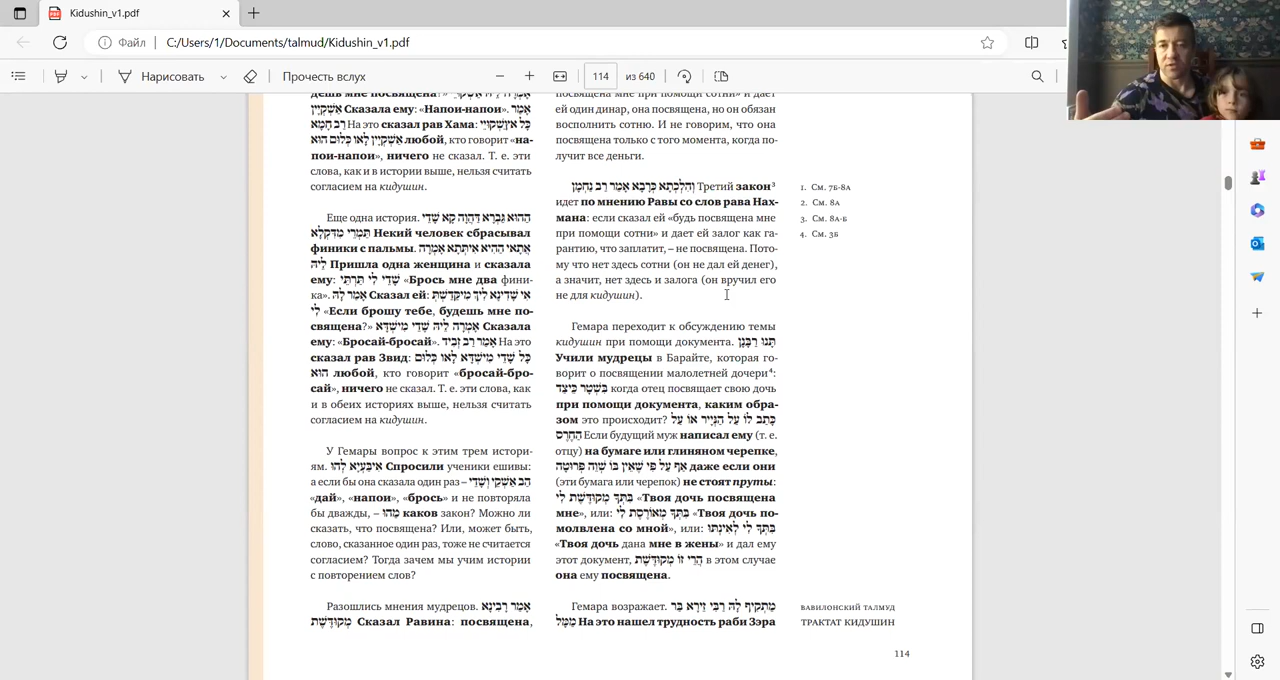 Kidushin_v1.pdf
Файл
C:/Users/1/Documents/talmud/Kidushin_v1.pdf
Нарисовать
Прочесть вслух
114
из 640
אָמַר Сказала ему: «Напои-напои».
На это сказал рав Хама: כָּל
любой, кто говорит «на-
пои-напои», ничего не сказал. Т. е. эти
слова, как и в истории выше, нельзя считать
согласием на кидушин.
Еще одна история. הַהוּא גַּבְרָא דַּהֲוָה קָא שָׁדֵי
תַּמְרֵי מִדִּקְלָא Некий человек сбрасывал
финики с пальмы. אֲתַאי הַהִיא אִיתְּתָא אֲמַרָה
לֵיהּ Пришла одна женщина и сказала
ему: שְׁדִי לִי תַּרְתֵּי «Брось мне два фини-
ка». אָמַר לָהּ Сказал ей: אִי שָׁדֵינָא לִיךְ מִיקַּדְּשַׁתְּ
לִי «Если брошу тебе, будешь мне по-
священа?» אֲמַרָה לֵיהּ שְׁדִי מִישְׁדָּא Сказала
ему: «Бросай-бросай». אָמַר רַב זְבִיד На это
сказал рав Звид: כָּל שְׁדֵי מִישְׁדָּא לָאו כְּלוּם
הוּא любой, кто говорит «бросай-бро-
сай», ничего не сказал. Т. е. эти слова, как
и в обеих историях выше, нельзя считать
согласием на кидушин.
У Гемары вопрос к этим трем истори-
ям. אִיבַּעְיָא לְהוּ Спросили ученики ешивы:
а если бы она сказала один раз – הַב אַשְׁקִי וּשְׁדִי
«дай», «напои», «брось» и не повторяла
бы дважды, – מַהוּ каков закон? Можно ли
сказать, что посвящена? Или, может быть,
слово, сказанное один раз, тоже не считается
согласием? Тогда зачем мы учим истории
с повторением слов?
Разошлись мнения мудрецов. אָמַר רָבִינָא
מְקוּדֶּשֶׁת Сказал Равина: посвящена,
посвящена мне при помощи сотни» и дает
ей один динар, она посвящена, но он обязан
восполнить сотню. И не говорим, что она
посвящена только с того момента, когда по-
лучит все деньги.
וְהִלְכְתָא כְּרָבָא אָמַר רַב נַחְמָן Третий закон³
идет по мнению Равы со слов рава Нах-
мана: если сказал ей «будь посвящена мне
при помощи сотни» и дает ей залог как га-
рантию, что заплатит, – не посвящена. Пото-
му что нет здесь сотни (он не дал ей денег),
а значит, нет здесь и залога (он вручил его
не для кидушин).
Гемара переходит к обсуждению темы
кидушин при помощи документа. תָּנוּ רַבָּנַן
Учили мудрецы в Барайте, которая го-
ворит о посвящении малолетней дочери⁴:
בִּשְׁטָר כֵּיצַד когда отец посвящает свою дочь
при помощи документа, каким обра-
зом это происходит? כָּתַב לוֹ עַל הַנְּיָיר אוֹ עַל
הַחֶרֶס Если будущий муж написал ему (т. е.
отцу) на бумаге или глиняном черепке,
אַף עַל פִּי שֶׁאֵין בּוֹ שָׁוֶה פְּרוּטָה даже если они
(эти бумага или черепок) не стоят пруты:
בִּתְּךָ מְקוּדֶּשֶׁת לִי «Твоя дочь посвящена
мне», или: בִּתְּךָ מְאוֹרֶסֶת לִי «Твоя дочь по-
молвлена со мной», или: בִּתְּךָ לִי לְאִינְתּוּ
«Твоя дочь дана мне в жены» и дал ему
этот документ, הֲרֵי זוֹ מְקוּדֶּשֶׁת в этом случае
она ему посвящена.
Гемара возражает. מַתְקֵיף לַהּ רַבִּי זֵירָא בַּר
מָמֶל На это нашел трудность раби Зэра
1. См. 7Б-8А
2. См. 8А
3. См. 8А-Б
4. См. 3Б
ВАВИЛОНСКИЙ ТАЛМУД
ТРАКТАТ КИДУШИН
114